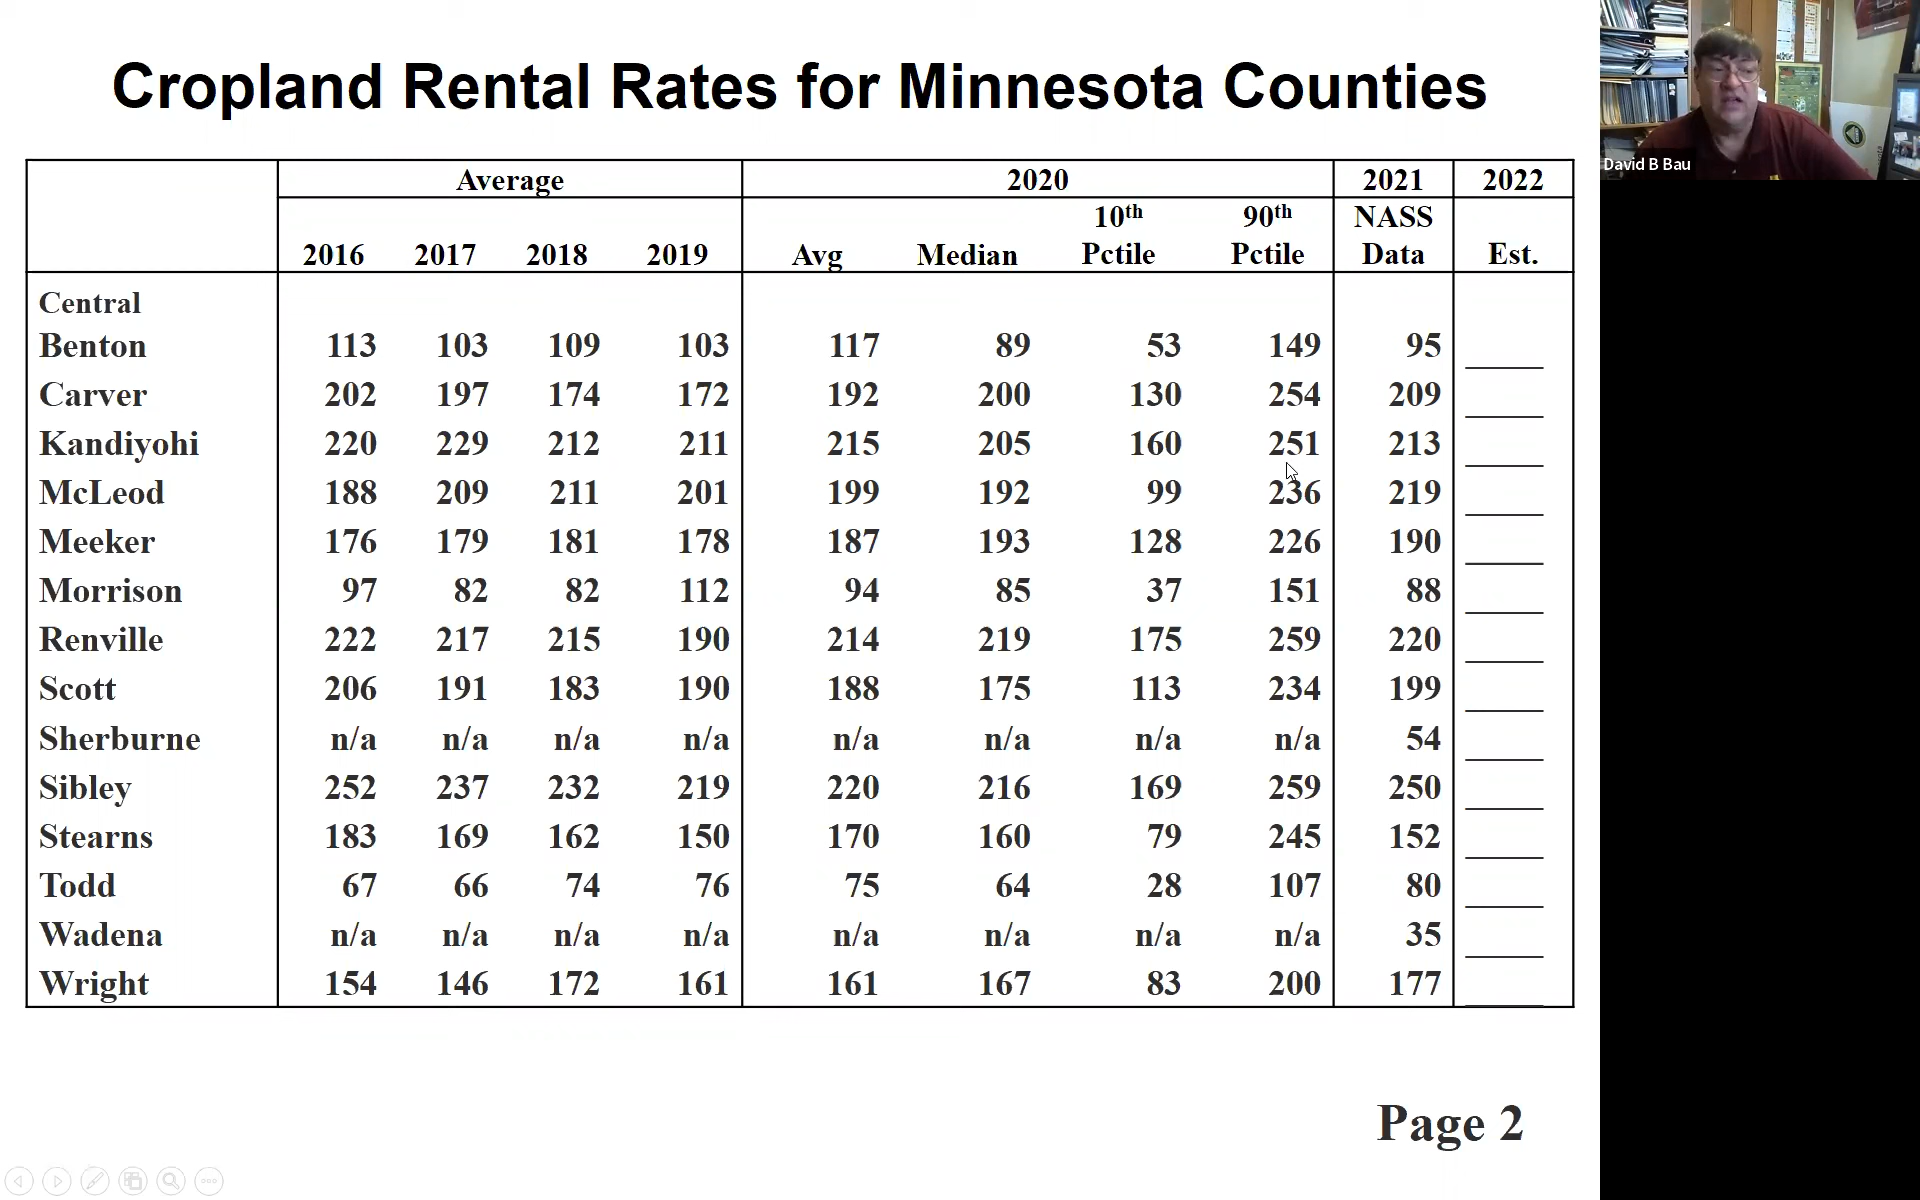 Cropland Rental Rates for Minnesota Counties
David B Bau
Average 2020 2021 2022
10th 90th NASS
2016 2017 2018 2019 Avg Median Pctile Pctile Data Est.
Central
Benton 113 103 109 103 117 89 53 149 95
Carver 202 197 174 172 192 200 130 254 209
Kandiyohi 220 229 212 211 215 205 160 251 213
McLeod 188 209 211 201 199 192 99 236 219
Meeker 176 179 181 178 187 193 128 226 190
Morrison 97 82 82 112 94 85 37 151 88
Renville 222 217 215 190 214 219 175 259 220
Scott 206 191 183 190 188 175 113 234 199
Sherburne n/a n/a n/a n/a n/a n/a n/a n/a 54
Sibley 252 237 232 219 220 216 169 259 250
Stearns 183 169 162 150 170 160 79 245 152
Todd 67 66 74 76 75 64 28 107 80
Wadena n/a n/a n/a n/a n/a n/a n/a n/a 35
Wright 154 146 172 161 161 167 83 200 177
Page 2